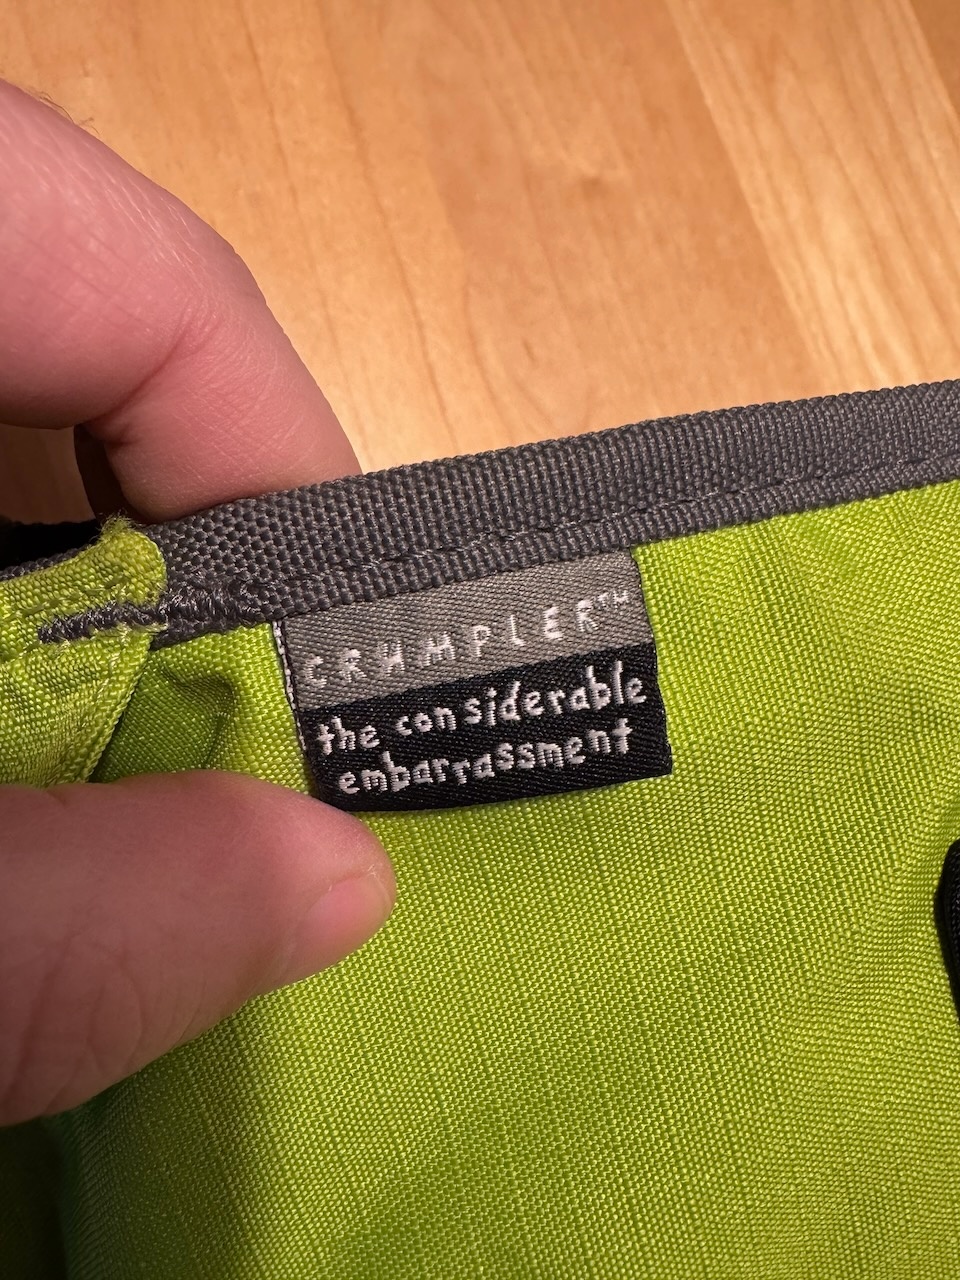 CRUMPLER™
the considerable
embarrassment